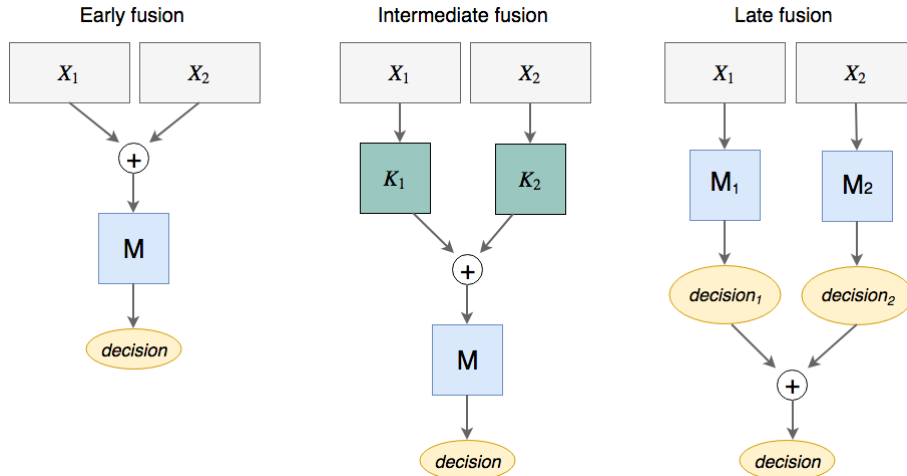 Early fusion
X₁ X₂
+
M
decision
Intermediate fusion
X₁ X₂
K₁ K₂
+
M
decision
Late fusion
X₁ X₂
M₁ M₂
decision₁ decision₂
+
decision